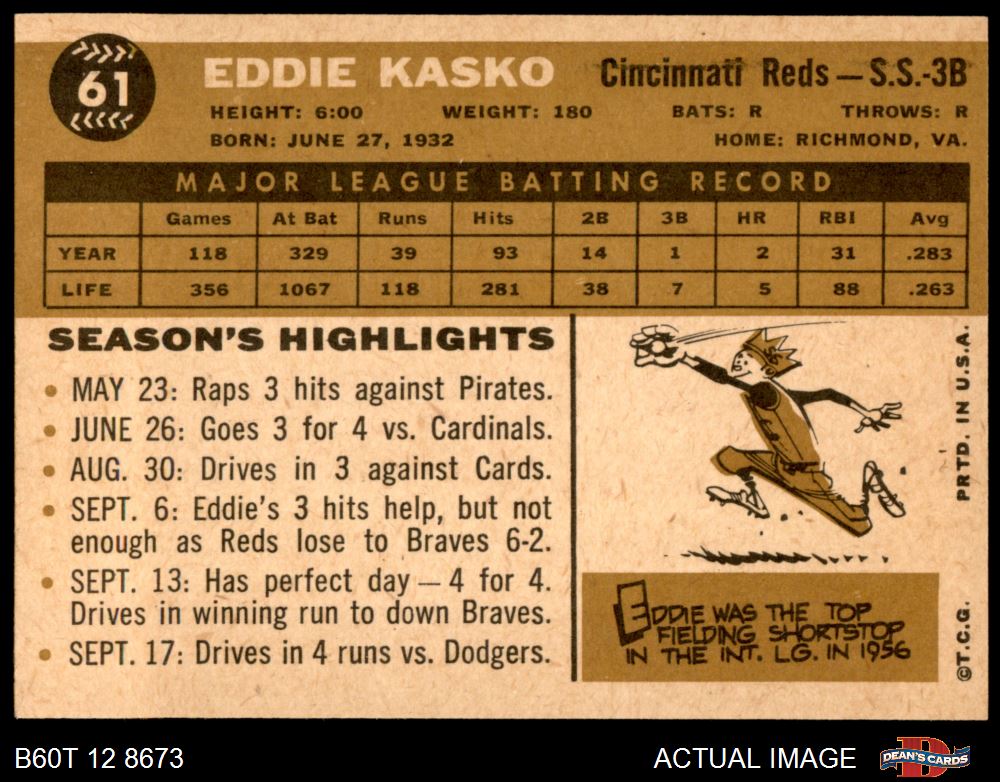 61
EDDIE KASKO Cincinnati Reds — S.S.-3B
HEIGHT: 6:00 WEIGHT: 180 BATS: R THROWS: R
BORN: JUNE 27, 1932 HOME: RICHMOND, VA.
MAJOR LEAGUE BATTING RECORD
Games At Bat Runs Hits 2B 3B HR RBI Avg
YEAR 118 329 39 93 14 1 2 31 .283
LIFE 356 1067 118 281 38 7 5 88 .263
SEASON'S HIGHLIGHTS
• MAY 23: Raps 3 hits against Pirates.
• JUNE 26: Goes 3 for 4 vs. Cardinals.
• AUG. 30: Drives in 3 against Cards.
• SEPT. 6: Eddie's 3 hits help, but not
enough as Reds lose to Braves 6-2.
• SEPT. 13: Has perfect day — 4 for 4.
Drives in winning run to down Braves.
• SEPT. 17: Drives in 4 runs vs. Dodgers.
EDDIE WAS THE TOP
FIELDING SHORTSTOP
IN THE INT. LG. IN 1956
©T.C.G. PRTD. IN U.S.A.
B60T 12 8673 ACTUAL IMAGE DEAN'S CARDS